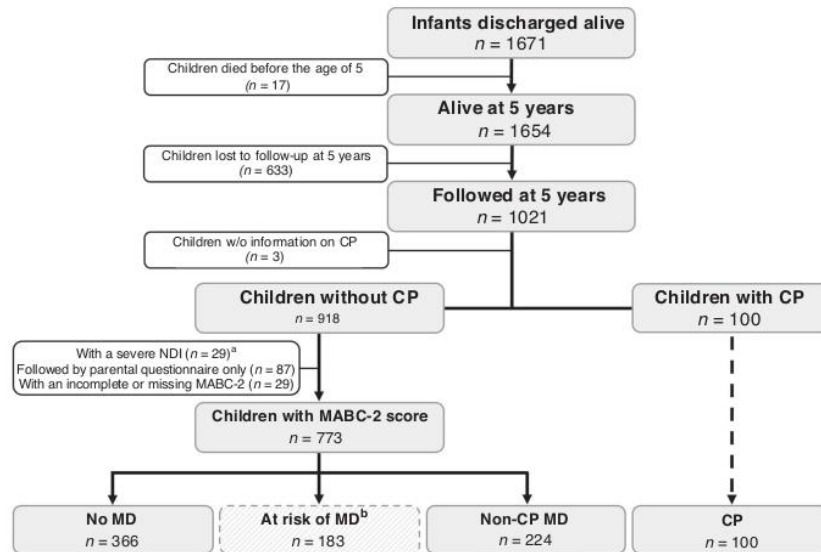 Infants discharged alive
n = 1671
Children died before the age of 5
(n = 17)
Alive at 5 years
n = 1654
Children lost to follow-up at 5 years
(n = 633)
Followed at 5 years
n = 1021
Children w/o information on CP
(n = 3)
Children without CP
n = 918
Children with CP
n = 100
With a severe NDI (n = 29)a
Followed by parental questionnaire only (n = 87)
With an incomplete or missing MABC-2 (n = 29)
Children with MABC-2 score
n = 773
No MD
n = 366
At risk of MDb
n = 183
Non-CP MD
n = 224
CP
n = 100